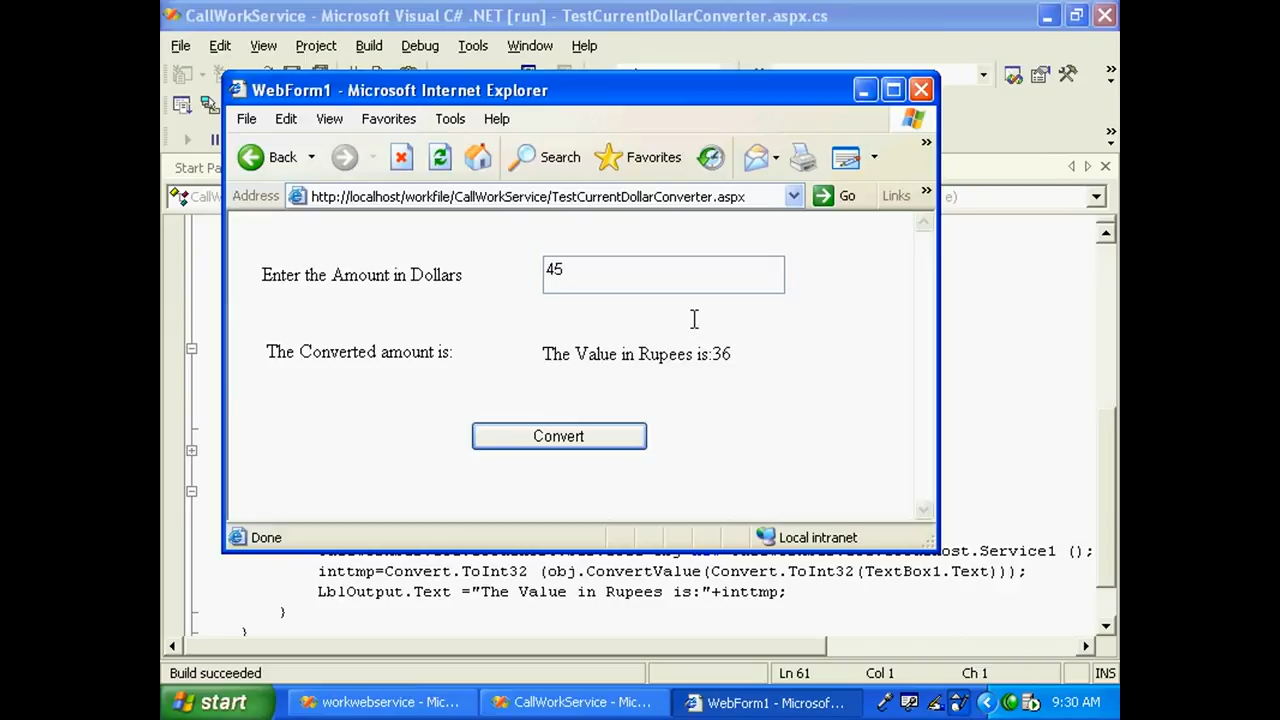 CallWorkService - Microsoft Visual C# .NET [run] - TestCurrentDollarConverter.aspx.cs
File Edit View Project Build Debug Tools Window Help
WebForm1 - Microsoft Internet Explorer
File Edit View Favorites Tools Help
Back Search Favorites
Start Pa
Address http://localhost/workfile/CallWorkService/TestCurrentDollarConverter.aspx Go Links
CallW
e)
Enter the Amount in Dollars 45
The Converted amount is: The Value in Rupees is:36
Convert
Done Local intranet
.Service1 ();
inttmp=Convert.ToInt32 (obj.ConvertValue(Convert.ToInt32(TextBox1.Text)));
LblOutput.Text ="The Value in Rupees is:"+inttmp;
}
}
Build succeeded Ln 61 Col 1 Ch 1 INS
start workwebservice - Mic... CallWorkService - Mic... WebForm1 - Microsof... 9:30 AM